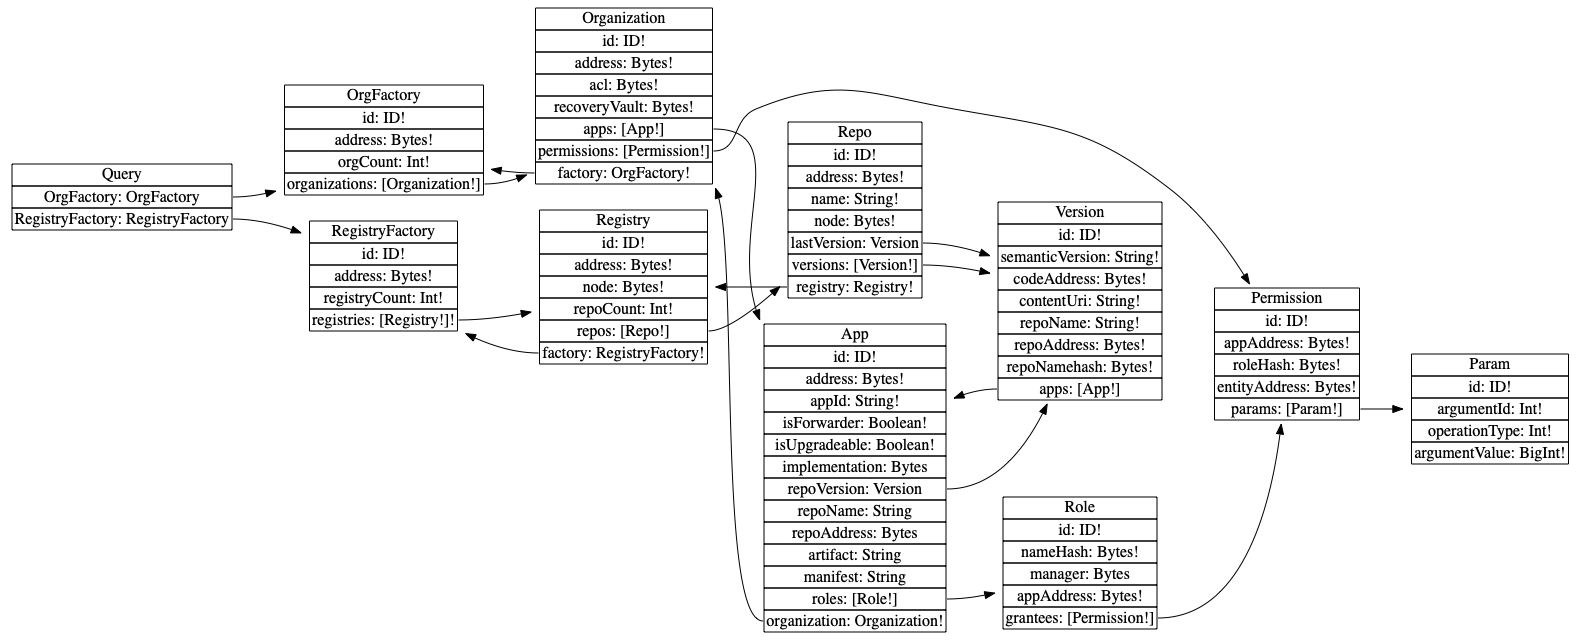 Query
OrgFactory: OrgFactory
RegistryFactory: RegistryFactory
OrgFactory
id: ID!
address: Bytes!
orgCount: Int!
organizations: [Organization!]
RegistryFactory
id: ID!
address: Bytes!
registryCount: Int!
registries: [Registry!]!
Organization
id: ID!
address: Bytes!
acl: Bytes!
recoveryVault: Bytes!
apps: [App!]
permissions: [Permission!]
factory: OrgFactory!
Registry
id: ID!
address: Bytes!
node: Bytes!
repoCount: Int!
repos: [Repo!]
factory: RegistryFactory!
Repo
id: ID!
address: Bytes!
name: String!
node: Bytes!
lastVersion: Version
versions: [Version!]
registry: Registry!
App
id: ID!
address: Bytes!
appId: String!
isForwarder: Boolean!
isUpgradeable: Boolean!
implementation: Bytes
repoVersion: Version
repoName: String
repoAddress: Bytes
artifact: String
manifest: String
roles: [Role!]
organization: Organization!
Version
id: ID!
semanticVersion: String!
codeAddress: Bytes!
contentUri: String!
repoName: String!
repoAddress: Bytes!
repoNamehash: Bytes!
apps: [App!]
Role
id: ID!
nameHash: Bytes!
manager: Bytes
appAddress: Bytes!
grantees: [Permission!]
Permission
id: ID!
appAddress: Bytes!
roleHash: Bytes!
entityAddress: Bytes!
params: [Param!]
Param
id: ID!
argumentId: Int!
operationType: Int!
argumentValue: BigInt!